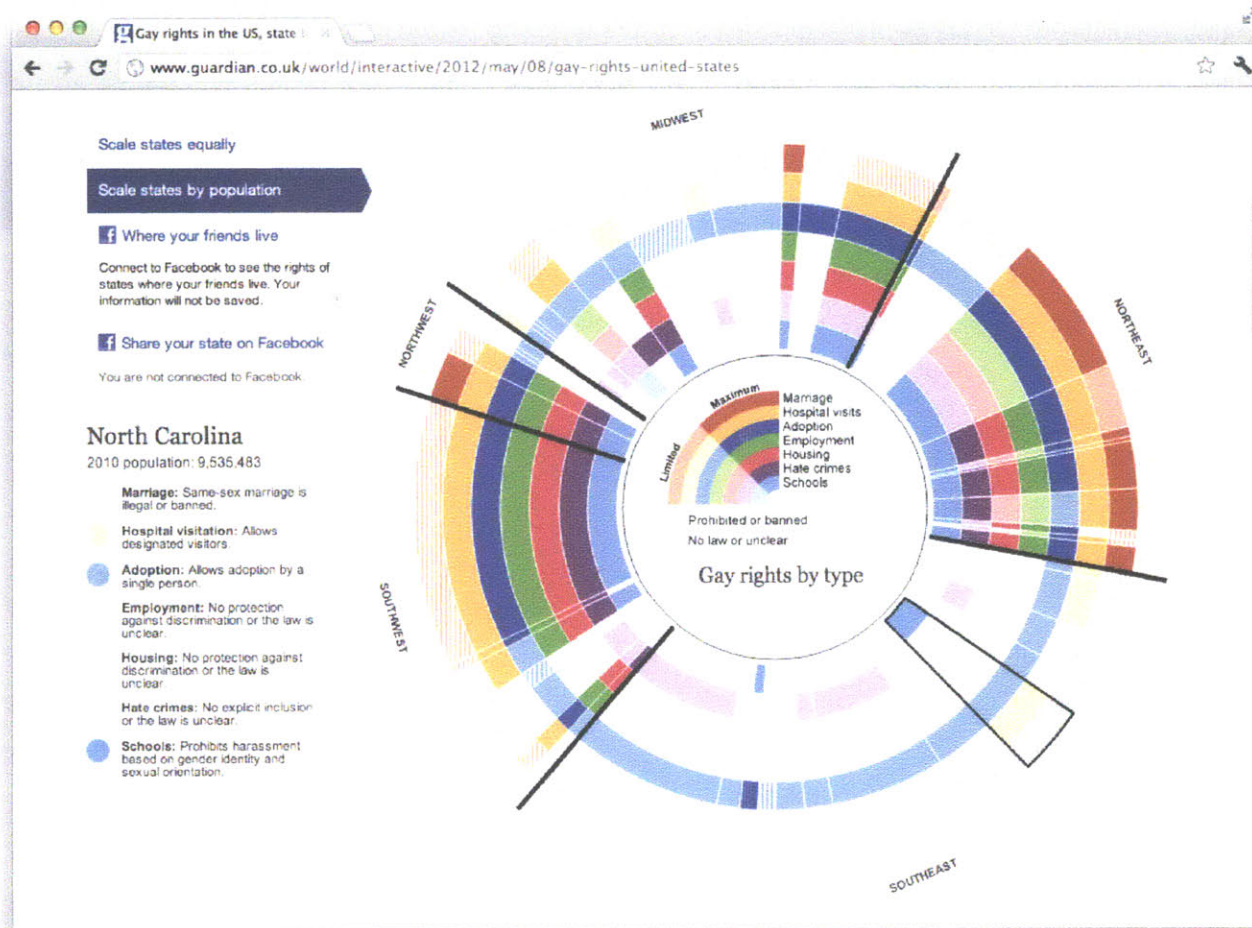 Gay rights in the US, state
www.guardian.co.uk/world/interactive/2012/may/08/gay-rights-united-states
Scale states equally
Scale states by population
Where your friends live
Connect to Facebook to see the rights of
states where your friends live. Your
information will not be saved.
Share your state on Facebook
You are not connected to Facebook.
North Carolina
2010 population: 9,535,483
Marriage: Same-sex marriage is
illegal or banned.
Hospital visitation: Allows
designated visitors.
Adoption: Allows adoption by a
single person.
Employment: No protection
against discrimination or the law is
unclear.
Housing: No protection against
discrimination or the law is
unclear.
Hate crimes: No explicit inclusion
or the law is unclear.
Schools: Prohibits harassment
based on gender identity and
sexual orientation.
MIDWEST
NORTHEAST
NORTHWEST
SOUTHWEST
SOUTHEAST
Maximum
Limited
Marriage
Hospital visits
Adoption
Employment
Housing
Hate crimes
Schools
Prohibited or banned
No law or unclear
Gay rights by type